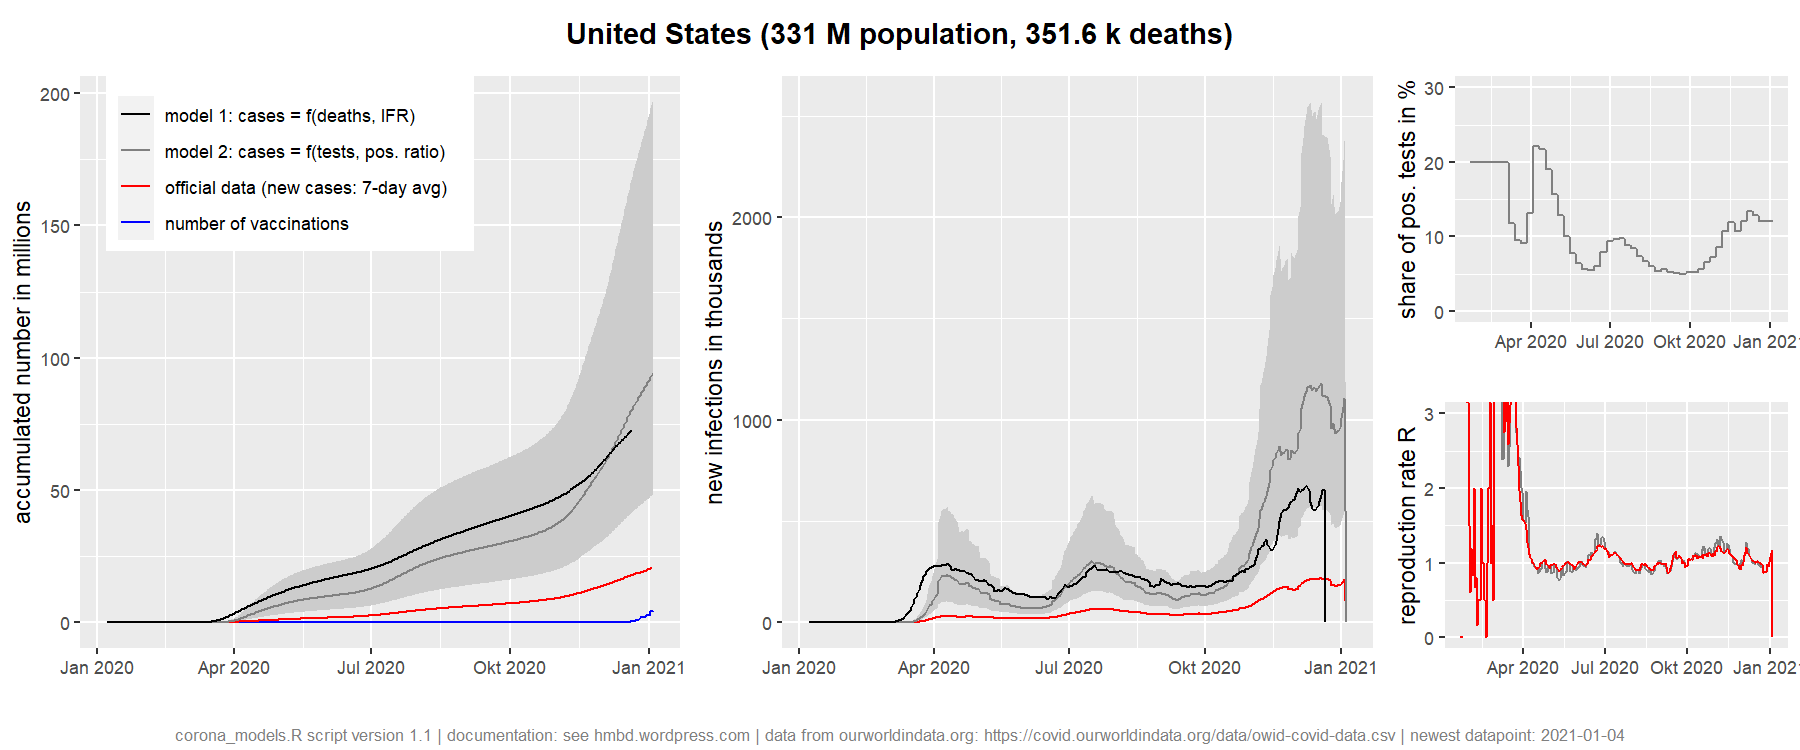 United States (331 M population, 351.6 k deaths)
accumulated number in millions
200
150
100
50
0
model 1: cases = f(deaths, IFR)
model 2: cases = f(tests, pos. ratio)
official data (new cases: 7-day avg)
number of vaccinations
Jan 2020 Apr 2020 Jul 2020 Okt 2020 Jan 2021
new infections in thousands
2000
1000
0
Jan 2020 Apr 2020 Jul 2020 Okt 2020 Jan 2021
share of pos. tests in %
30
20
10
0
Apr 2020 Jul 2020 Okt 2020 Jan 2021
reproduction rate R
3
2
1
0
Apr 2020 Jul 2020 Okt 2020 Jan 2021
corona_models.R script version 1.1 | documentation: see hmbd.wordpress.com | data from ourworldindata.org: https://covid.ourworldindata.org/data/owid-covid-data.csv | newest datapoint: 2021-01-04